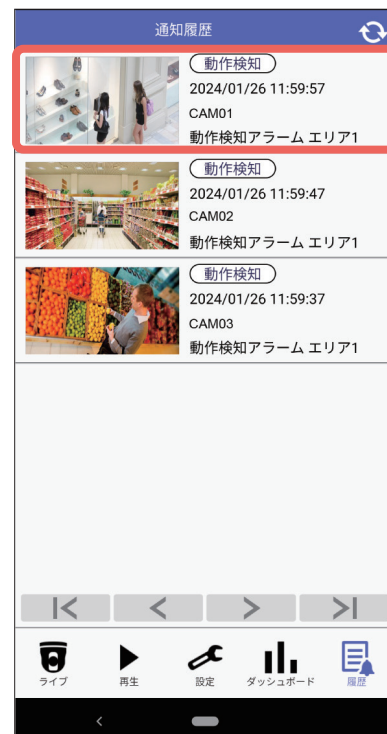 通知履歴
動作検知
2024/01/26 11:59:57
CAM01
動作検知アラーム エリア1
動作検知
2024/01/26 11:59:47
CAM02
動作検知アラーム エリア1
動作検知
2024/01/26 11:59:37
CAM03
動作検知アラーム エリア1
ライブ
再生
設定
ダッシュボード
履歴